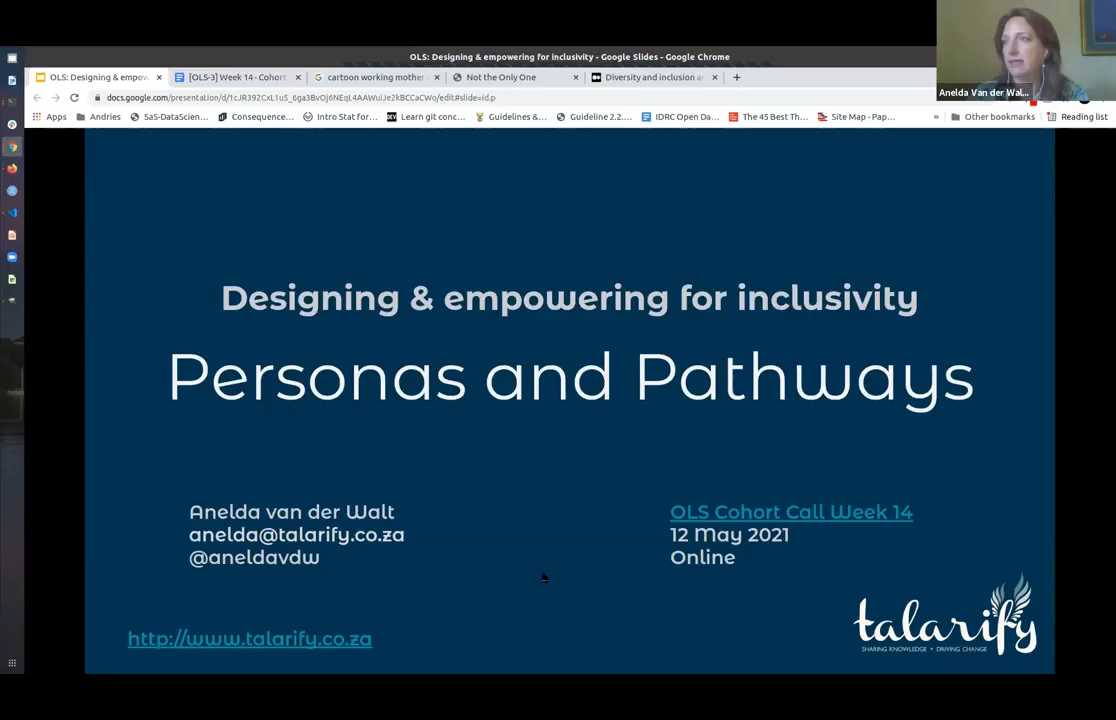 OLS: Designing & empowering for inclusivity - Google Slides - Google Chrome
OLS: Designing & empow
[OLS-3] Week 14 - Cohort
cartoon working mother
Not the Only One
Diversity and inclusion a
Anelda Van der Wal...
docs.google.com/presentation/d/1cJR392CxL1u5_6ga3BvOj6NEqL4AAWuiJe2kBCCaCWo/edit#slide=id.p
Apps
Andries
SaS-DataScien...
Consequence...
Intro Stat for...
Learn git conc...
Guidelines &...
Guideline 2.2....
IDRC Open Da...
The 45 Best Th...
Site Map - Pap...
»
Other bookmarks
Reading list
Designing & empowering for inclusivity
Personas and Pathways
Anelda van der Walt
anelda@talarify.co.za
@aneldavdw
OLS Cohort Call Week 14
12 May 2021
Online
http://www.talarify.co.za
talarify
SHARING KNOWLEDGE • DRIVING CHANGE